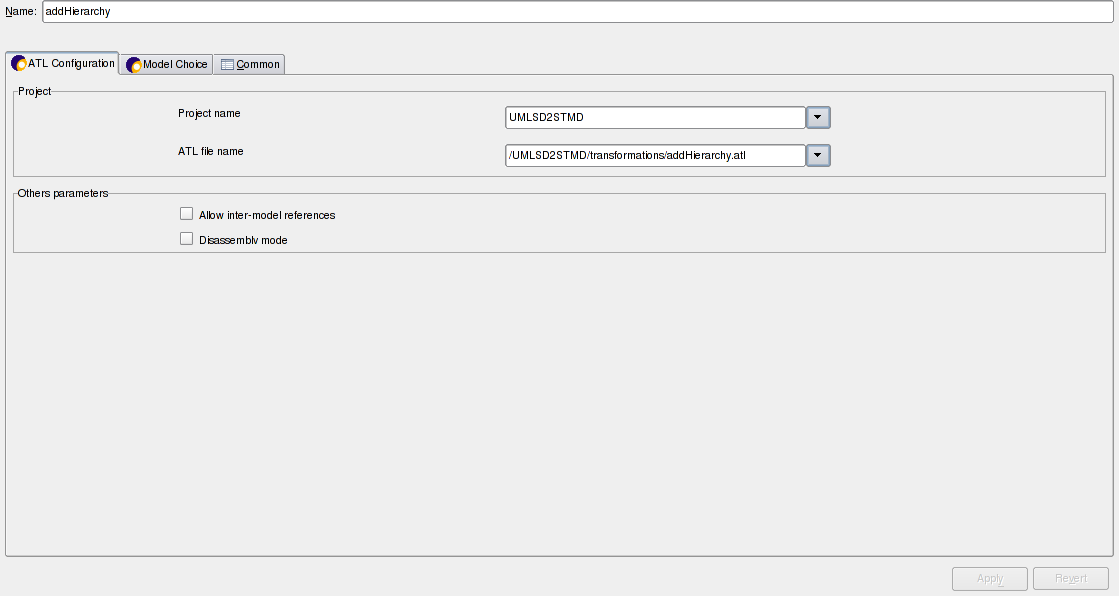 Name: addHierarchy
ATL Configuration Model Choice Common
Project
Project name UMLSD2STMD
ATL file name /UMLSD2STMD/transformations/addHierarchy.atl
Others parameters
Allow inter-model references
Disassembly mode
Apply Revert